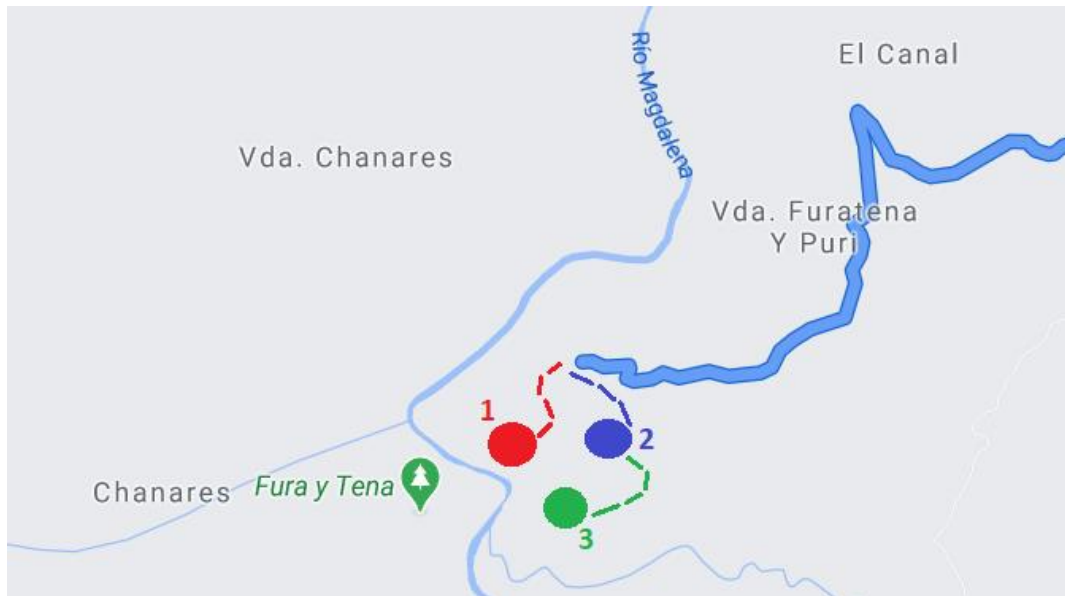 El Canal
Río Magdalena
Vda. Chanares
Vda. Furatena
Y Puri
1
2
Fura y Tena
Chanares
3